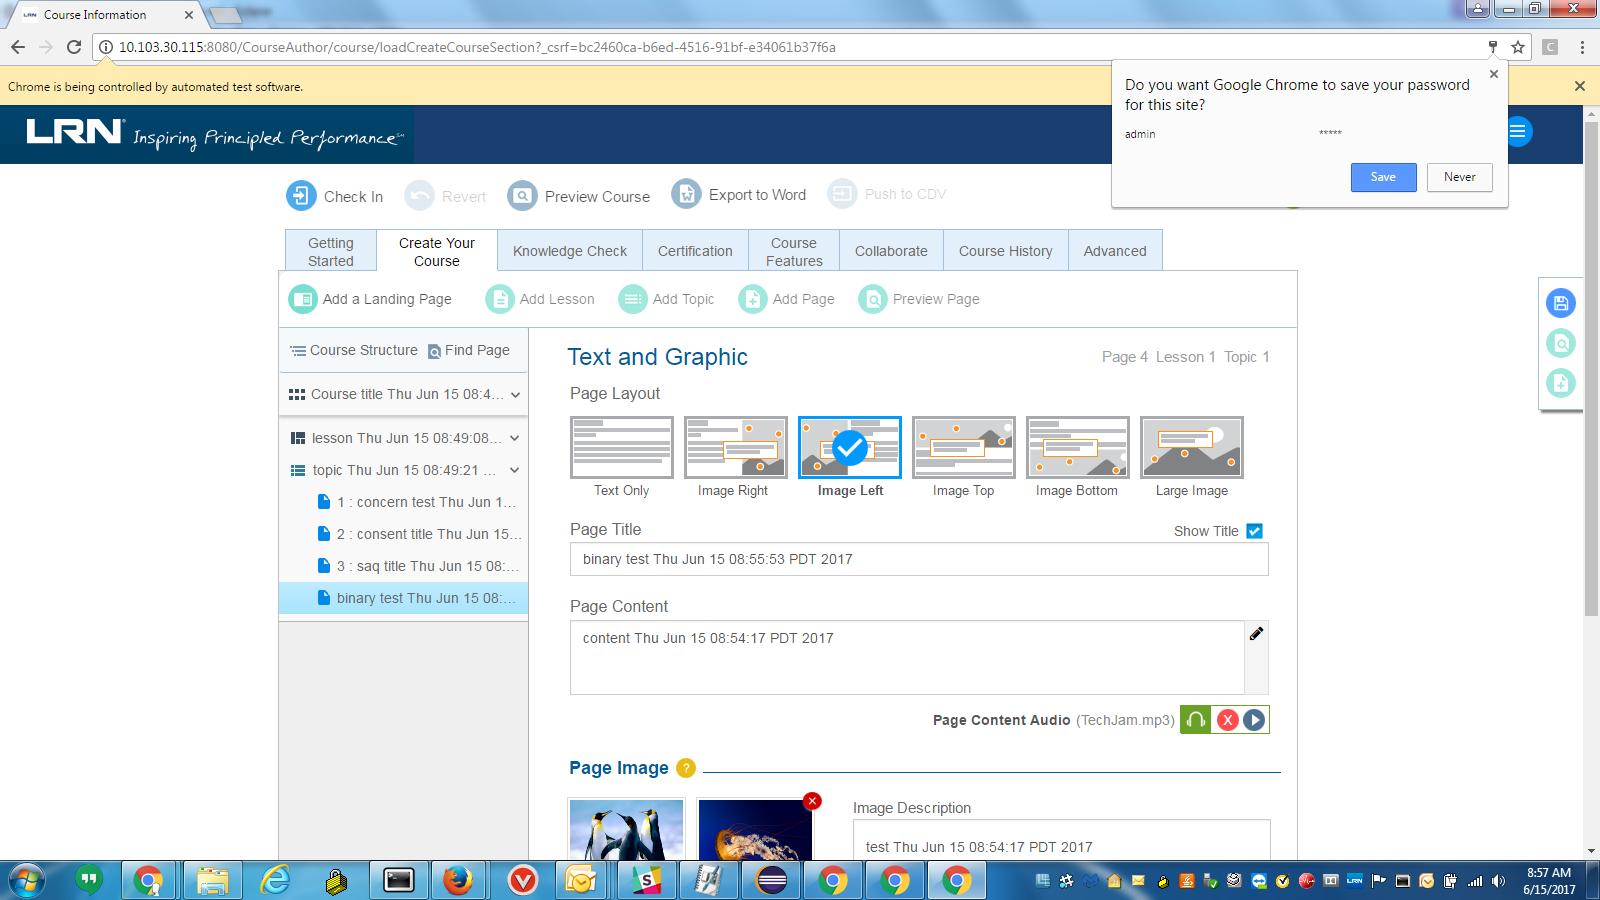 Course Information
10.103.30.115:8080/CourseAuthor/course/loadCreateCourseSection?_csrf=bc2460ca-b6ed-4516-91bf-e34061b37f6a
Chrome is being controlled by automated test software.
Do you want Google Chrome to save your password
for this site?
admin *****
Save Never
LRN Inspiring Principled Performance
Check In Revert Preview Course Export to Word Push to CDV
Getting Started Create Your Course Knowledge Check Certification Course Features Collaborate Course History Advanced
Add a Landing Page Add Lesson Add Topic Add Page Preview Page
Course Structure Find Page
Course title Thu Jun 15 08:4...
lesson Thu Jun 15 08:49:08...
topic Thu Jun 15 08:49:21 ...
1 : concern test Thu Jun 1...
2 : consent title Thu Jun 15...
3 : saq title Thu Jun 15 08:...
binary test Thu Jun 15 08:...
Text and Graphic
Page 4 Lesson 1 Topic 1
Page Layout
Text Only Image Right Image Left Image Top Image Bottom Large Image
Page Title
Show Title
binary test Thu Jun 15 08:55:53 PDT 2017
Page Content
content Thu Jun 15 08:54:17 PDT 2017
Page Content Audio (TechJam.mp3) X
Page Image ?
Image Description
test Thu Jun 15 08:54:17 PDT 2017
8:57 AM
6/15/2017